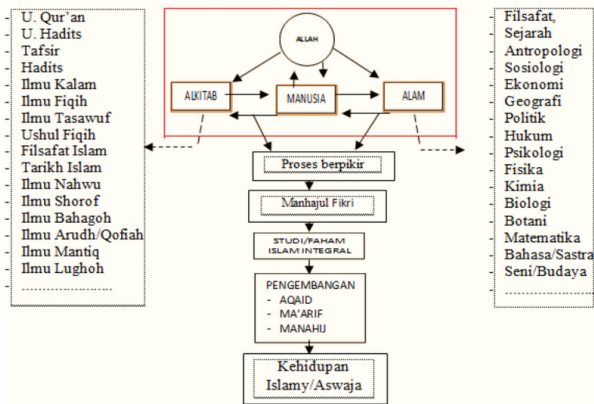 - U. Qur'an
- U. Hadits
- Tafsir
- Hadits
- Ilmu Kalam
- Ilmu Fiqih
- Ilmu Tasawuf
- Ushul Fiqih
- Filsafat Islam
- Tarikh Islam
- Ilmu Nahwu
- Ilmu Shorof
- Ilmu Bahagoh
- Ilmu Arudh/Qofiah
- Ilmu Mantiq
- Ilmu Lughoh
- ........................
ALLAH
ALKITAB
MANUSIA
ALAM
Proses berpikir
Manhajul Fikri
STUDI/FAHAM
ISLAM INTEGRAL
PENGEMBANGAN
- AQAID
- MA'ARIF
- MANAHIJ
Kehidupan
Islamy/Aswaja
- Filsafat,
- Sejarah
- Antropologi
- Sosiologi
- Ekonomi
- Geografi
- Politik
- Hukum
- Psikologi
- Fisika
- Kimia
- Biologi
- Botani
- Matematika
- Bahasa/Sastra
- Seni/Budaya
- ........................